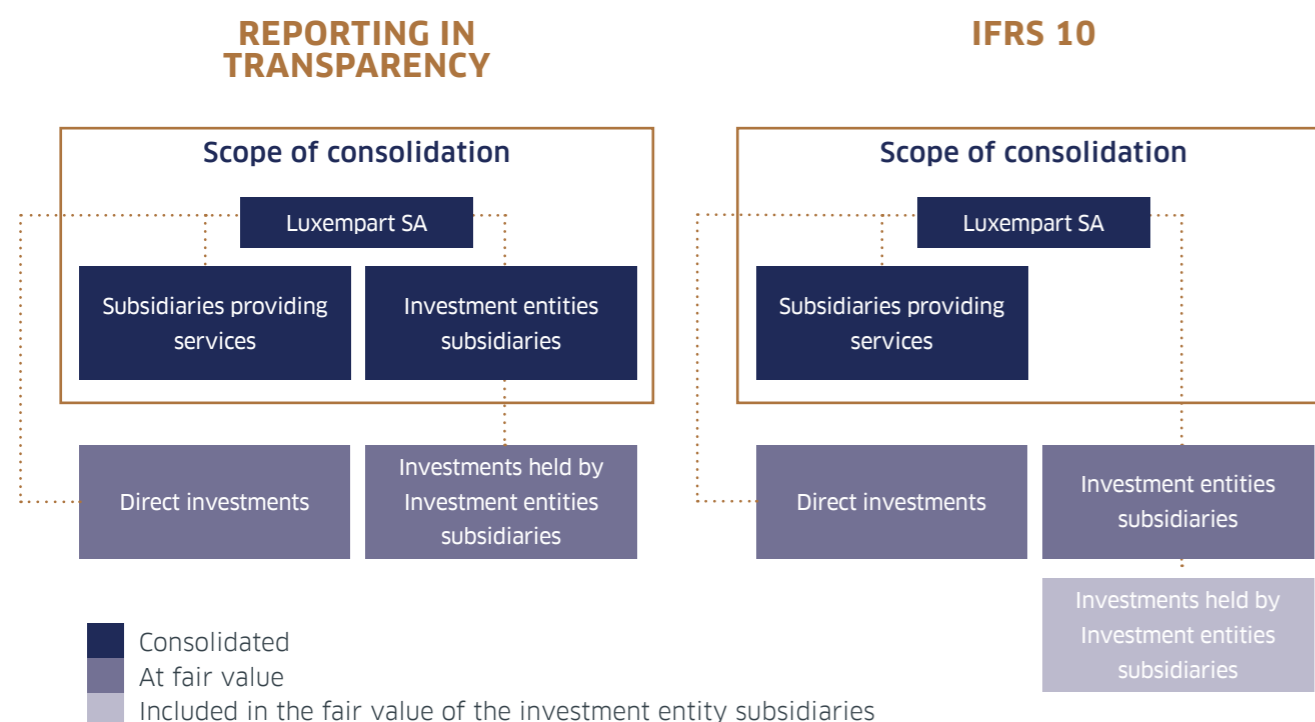 REPORTING IN
TRANSPARENCY
Scope of consolidation
Luxempart SA
Subsidiaries providing
services
Investment entities
subsidiaries
Direct investments
Investments held by
Investment entities
subsidiaries
IFRS 10
Scope of consolidation
Luxempart SA
Subsidiaries providing
services
Direct investments
Investment entities
subsidiaries
Investments held by
Investment entities
subsidiaries
Consolidated
At fair value
Included in the fair value of the investment entity subsidiaries